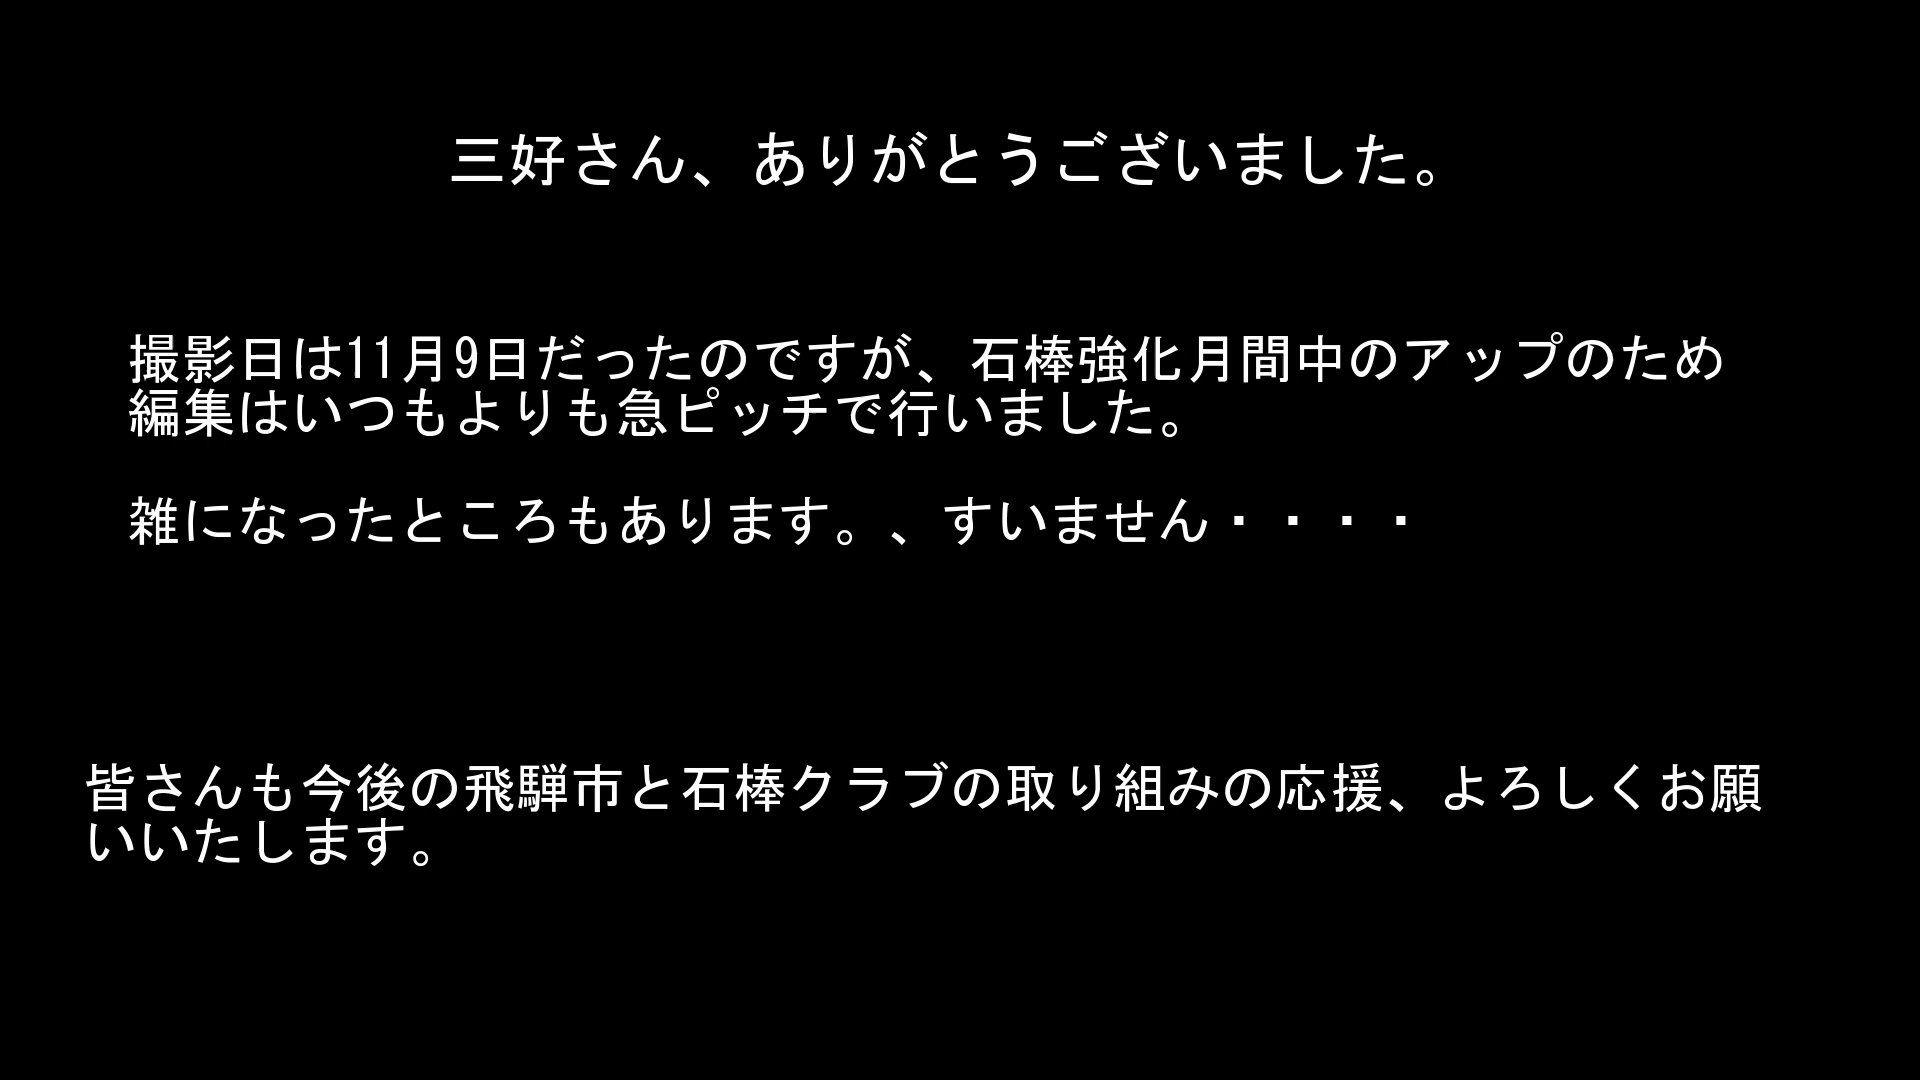 三好さん、ありがとうございました。
撮影日は11月9日だったのですが、石棒強化月間中のアップのため
編集はいつもよりも急ピッチで行いました。
雑になったところもあります。、すいません・・・・
皆さんも今後の飛騨市と石棒クラブの取り組みの応援、よろしくお願
いいたします。